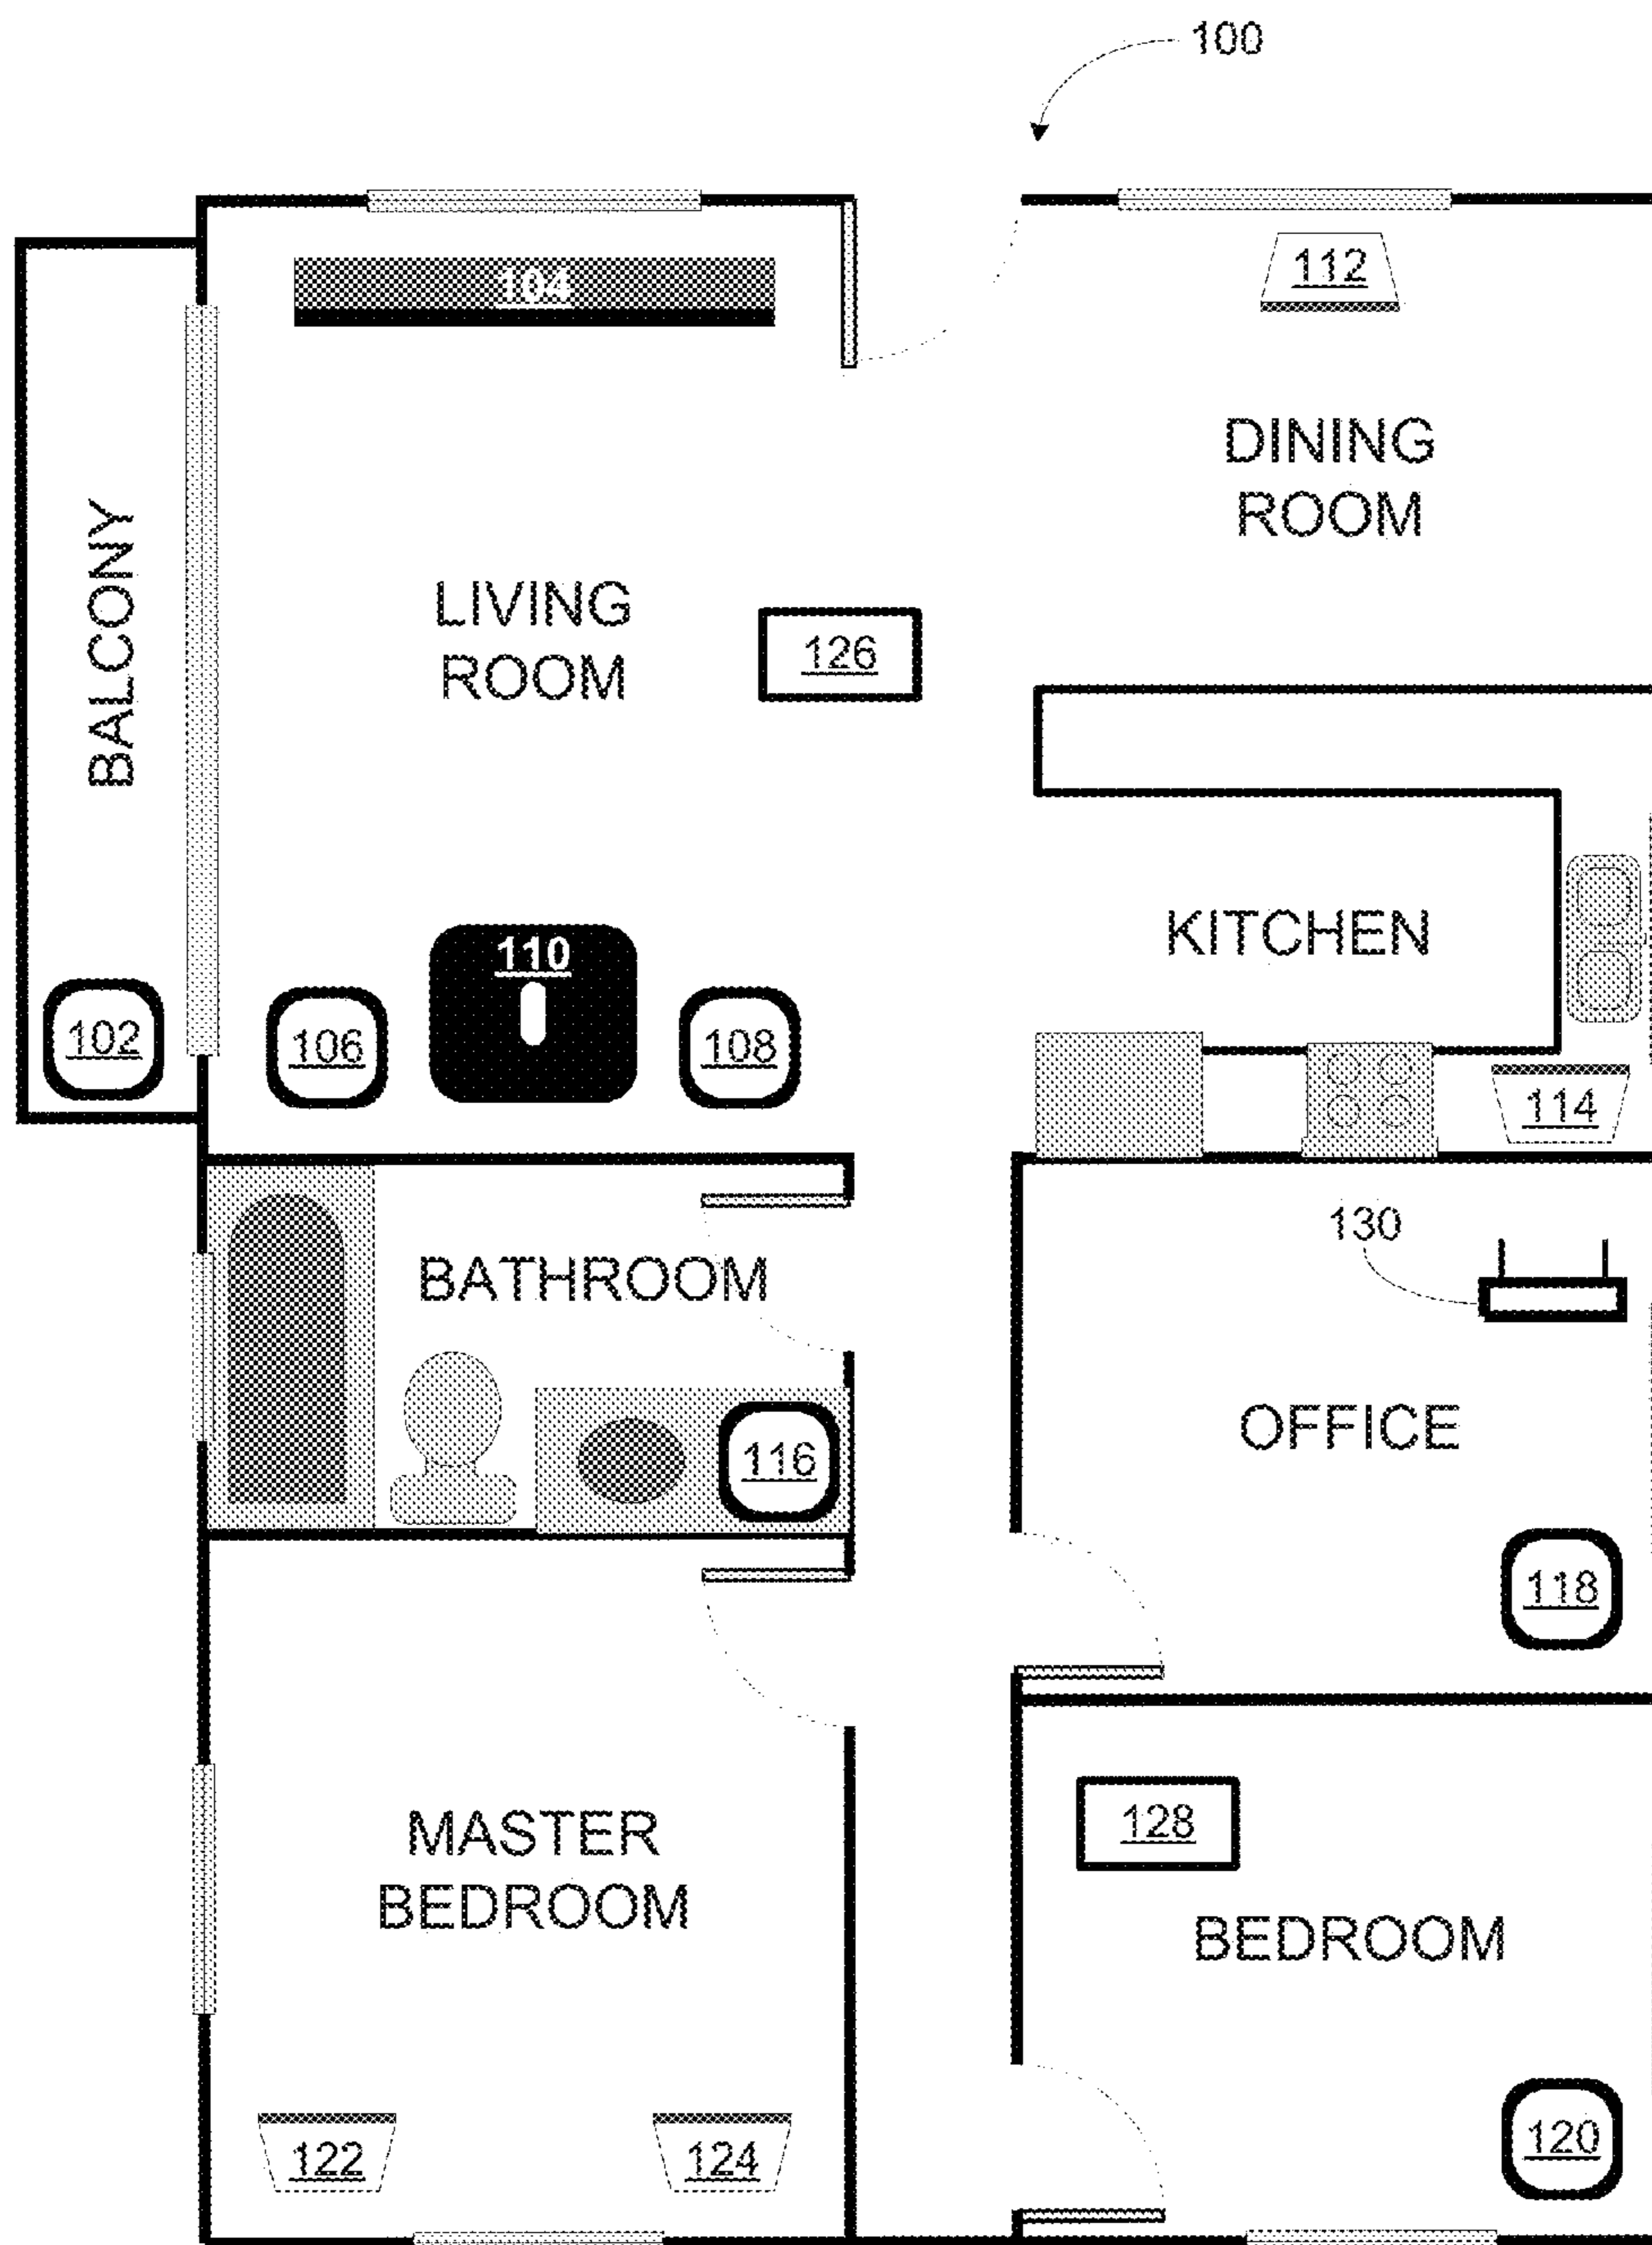 100
104
112
DINING
ROOM
BALCONY
LIVING
ROOM
126
KITCHEN
110
102
106
108
114
130
BATHROOM
OFFICE
116
118
128
MASTER
BEDROOM
BEDROOM
120
122
124